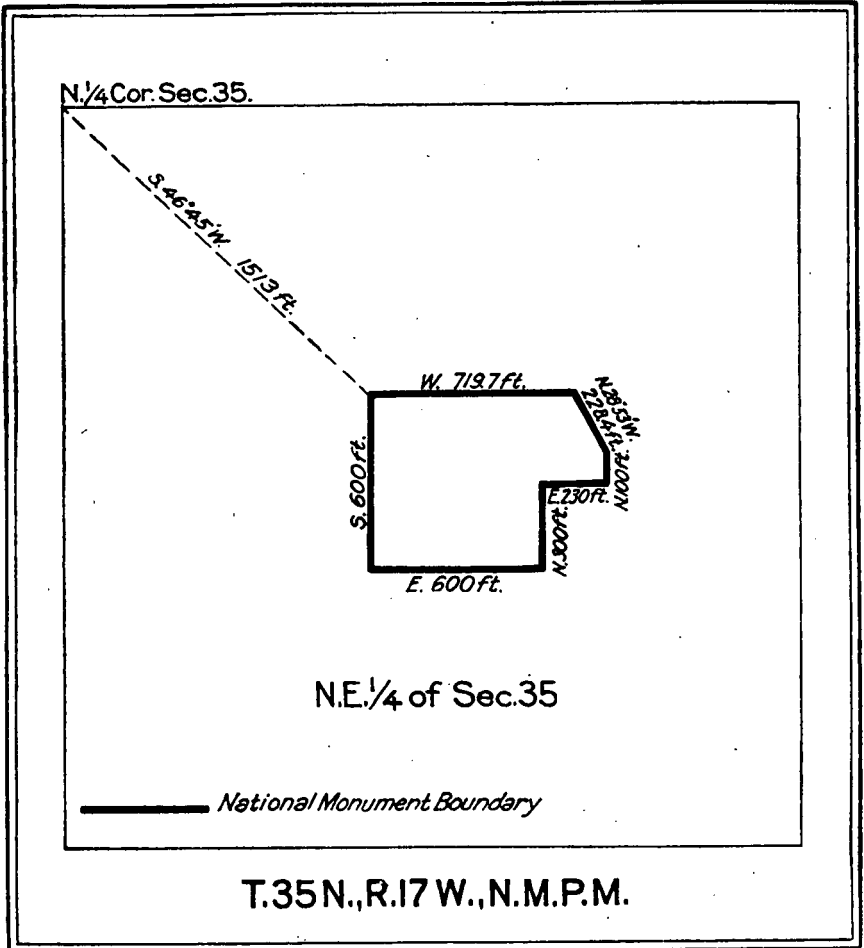 N.¼ Cor. Sec. 35.
S. 46°45' W. 1513 ft.
W. 719.7 ft.
N. 28°53' W.
228.4 ft.
N. 100 ft.
E. 230 ft.
N. 300 ft.
S. 600 ft.
E. 600 ft.
N.E. ¼ of Sec. 35
National Monument Boundary
T. 35 N., R. 17 W., N.M.P.M.